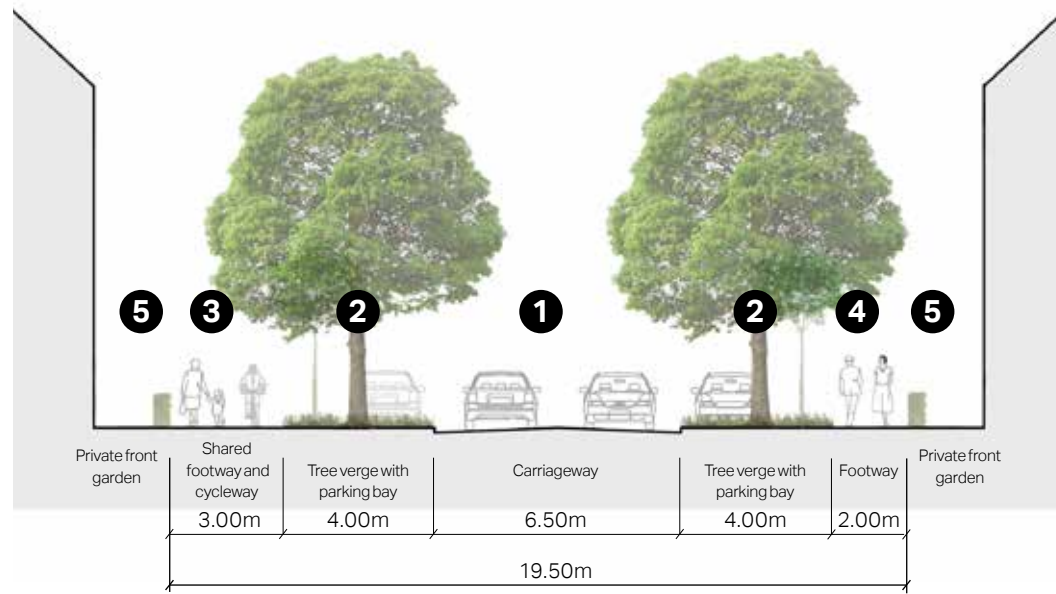 5
3
2
1
2
4
5
Private front
garden
Shared
footway and
cycleway
Tree verge with
parking bay
Carriageway
Tree verge with
parking bay
Footway
Private front
garden
3.00m
4.00m
6.50m
4.00m
2.00m
19.50m